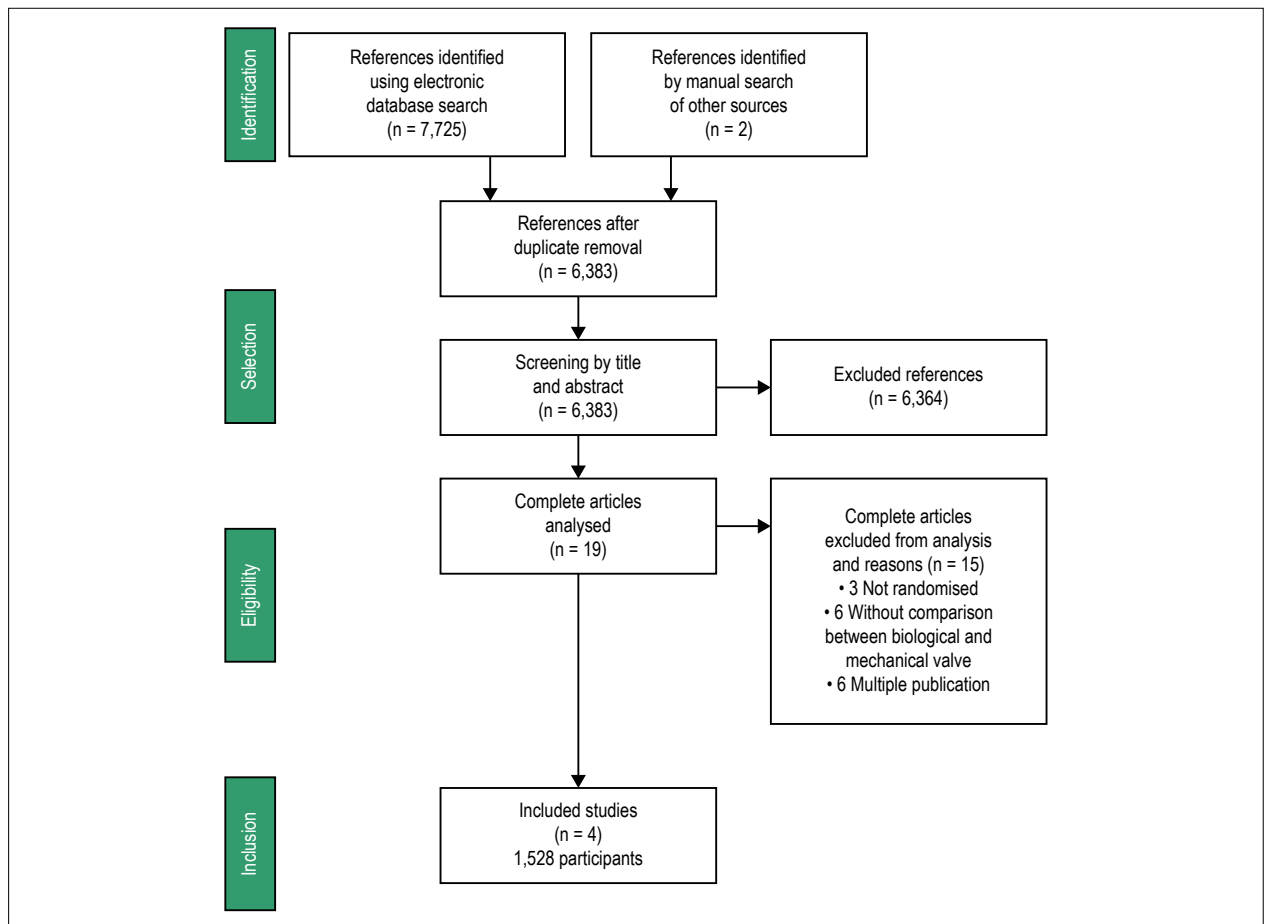 Identification
References identified
using electronic
database search
(n = 7,725)
References identified
by manual search
of other sources
(n = 2)
References after
duplicate removal
(n = 6,383)
Selection
Screening by title
and abstract
(n = 6,383)
Excluded references
(n = 6,364)
Eligibility
Complete articles
analysed
(n = 19)
Complete articles
excluded from analysis
and reasons (n = 15)
• 3 Not randomised
• 6 Without comparison
between biological and
mechanical valve
• 6 Multiple publication
Inclusion
Included studies
(n = 4)
1,528 participants